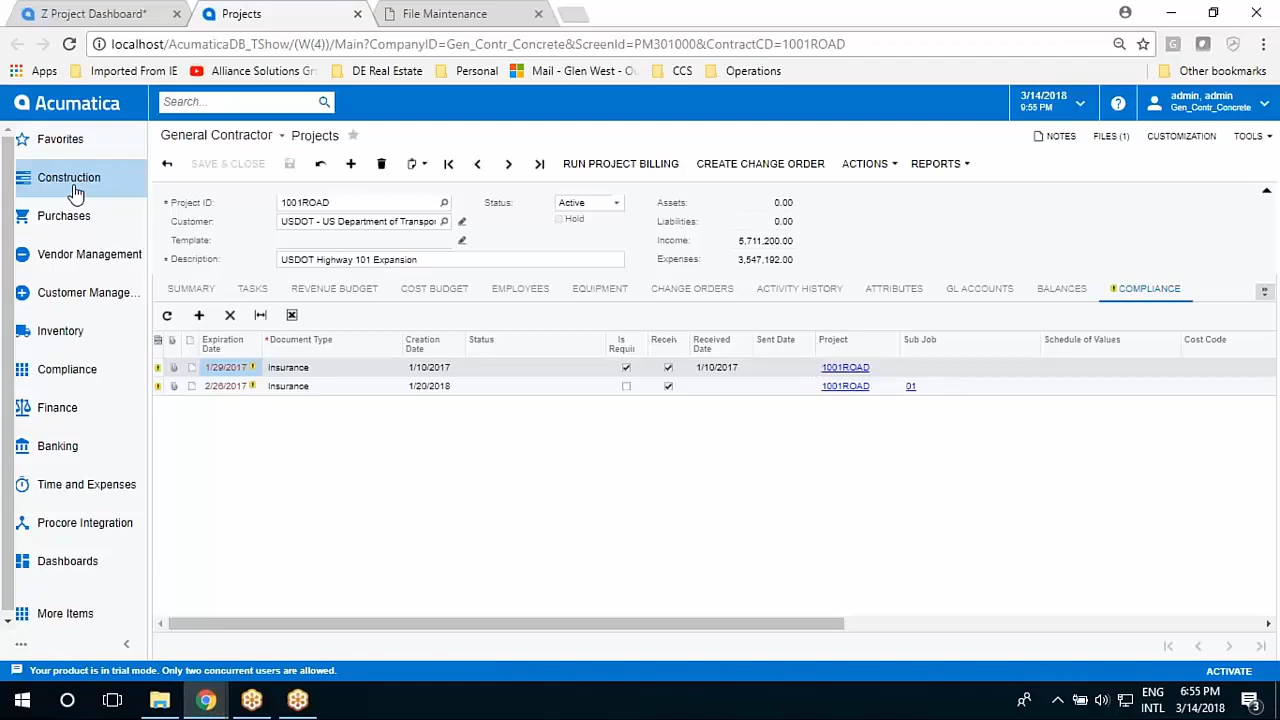 Z Project Dashboard*
Projects
File Maintenance
localhost/AcumaticaDB_TShow/(W(4))/Main?CompanyID=Gen_Contr_Concrete&ScreenId=PM301000&ContractCD=1001ROAD
Apps
Imported From IE
Alliance Solutions Gr
DE Real Estate
Personal
Mail - Glen West - Ou
CCS
Operations
Other bookmarks
Acumatica
Search...
3/14/2018
9:55 PM
admin, admin
Gen_Contr_Concrete
Favorites
Construction
Purchases
Vendor Management
Customer Manage...
Inventory
Compliance
Finance
Banking
Time and Expenses
Procore Integration
Dashboards
More Items
General Contractor
Projects
NOTES
FILES (1)
CUSTOMIZATION
TOOLS
SAVE & CLOSE
RUN PROJECT BILLING
CREATE CHANGE ORDER
ACTIONS
REPORTS
* Project ID: 1001ROAD
Status: Active
Assets: 0.00
Customer: USDOT - US Department of Transpor
Hold
Liabilities: 0.00
Template:
Income: 5,711,200.00
* Description: USDOT Highway 101 Expansion
Expenses: 3,547,192.00
SUMMARY
TASKS
REVENUE BUDGET
COST BUDGET
EMPLOYEES
EQUIPMENT
CHANGE ORDERS
ACTIVITY HISTORY
ATTRIBUTES
GL ACCOUNTS
BALANCES
COMPLIANCE
Expiration Date
* Document Type
Creation Date
Status
Is Requir
Receiv
Received Date
Sent Date
Project
Sub Job
Schedule of Values
Cost Code
1/29/2017 Insurance 1/10/2017 1/10/2017 1001ROAD
2/26/2017 Insurance 1/20/2018 1001ROAD 01
Your product is in trial mode. Only two concurrent users are allowed.
ACTIVATE
ENG
INTL
6:55 PM
3/14/2018
3